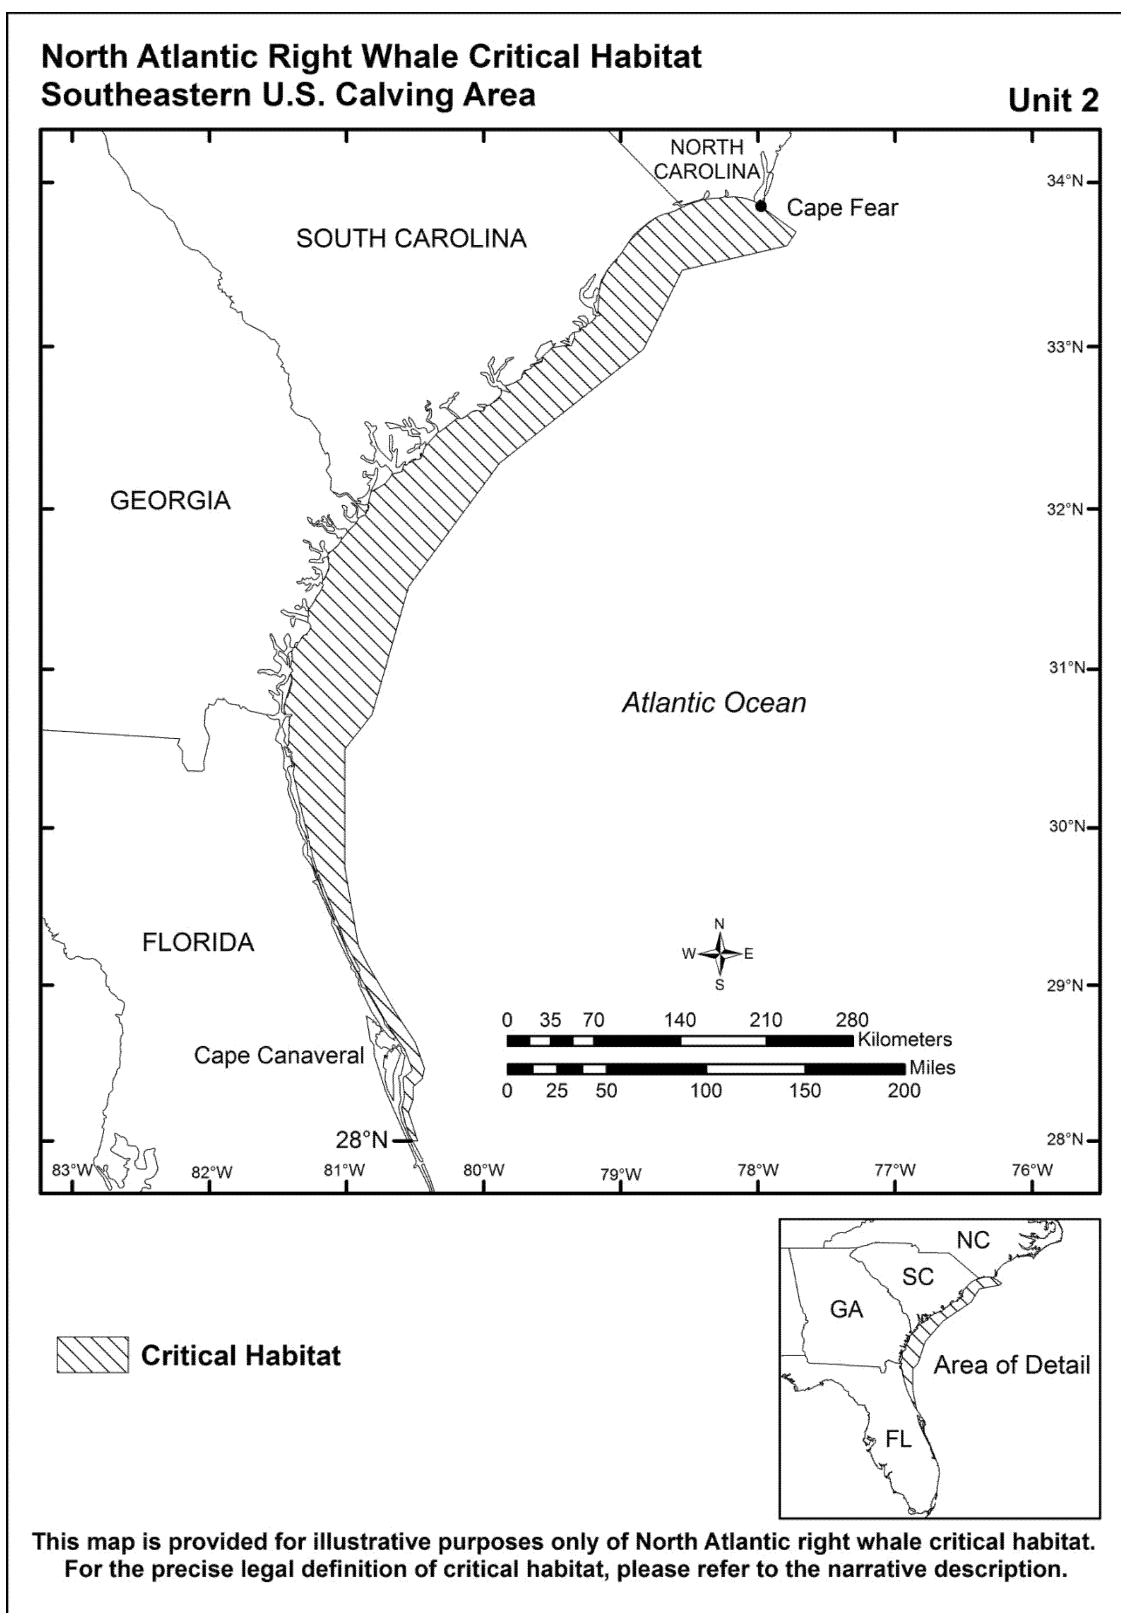 North Atlantic Right Whale Critical Habitat
Southeastern U.S. Calving Area
Unit 2
NORTH
CAROLINA
34°N
Cape Fear
SOUTH CAROLINA
33°N
GEORGIA
32°N
31°N
Atlantic Ocean
30°N
FLORIDA
N
W E
S
29°N
0 35 70 140 210 280
Kilometers
Cape Canaveral
Miles
0 25 50 100 150 200
28°N
28°N
83°W 82°W 81°W 80°W 79°W 78°W 77°W 76°W
NC
SC
GA
Area of Detail
FL
Critical Habitat
This map is provided for illustrative purposes only of North Atlantic right whale critical habitat.
For the precise legal definition of critical habitat, please refer to the narrative description.